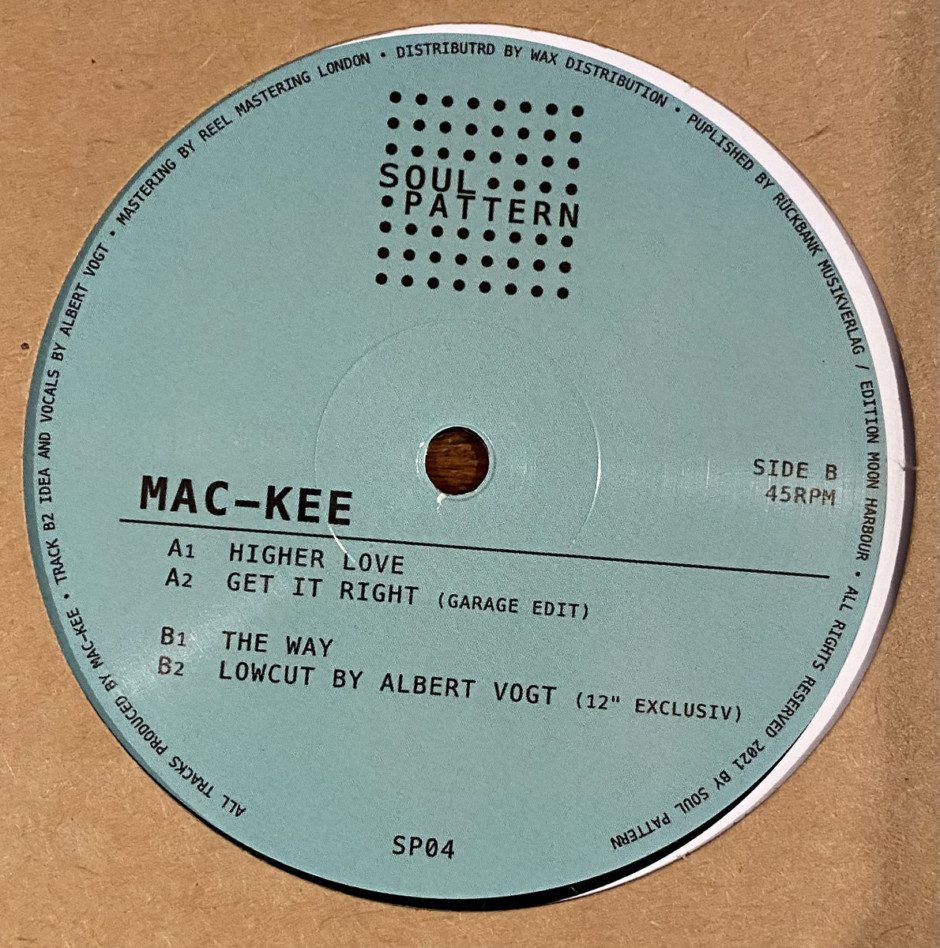 SOUL
PATTERN
SIDE B
45RPM
MAC–KEE
A1 HIGHER LOVE
A2 GET IT RIGHT (GARAGE EDIT)
B1 THE WAY
B2 LOWCUT BY ALBERT VOGT (12" EXCLUSIV)
SP04
ALL TRACKS PRODUCED BY MAC-KEE • TRACK B2 IDEA AND VOCALS BY ALBERT VOGT • MASTERING BY REEL MASTERING LONDON • DISTRIBUTRD BY WAX DISTRIBUTION • PUPLISHED BY RÜCKBANK MUSIKVERLAG / EDITION MOON HARBOUR • ALL RIGHTS RESERVED 2021 BY SOUL PATTERN